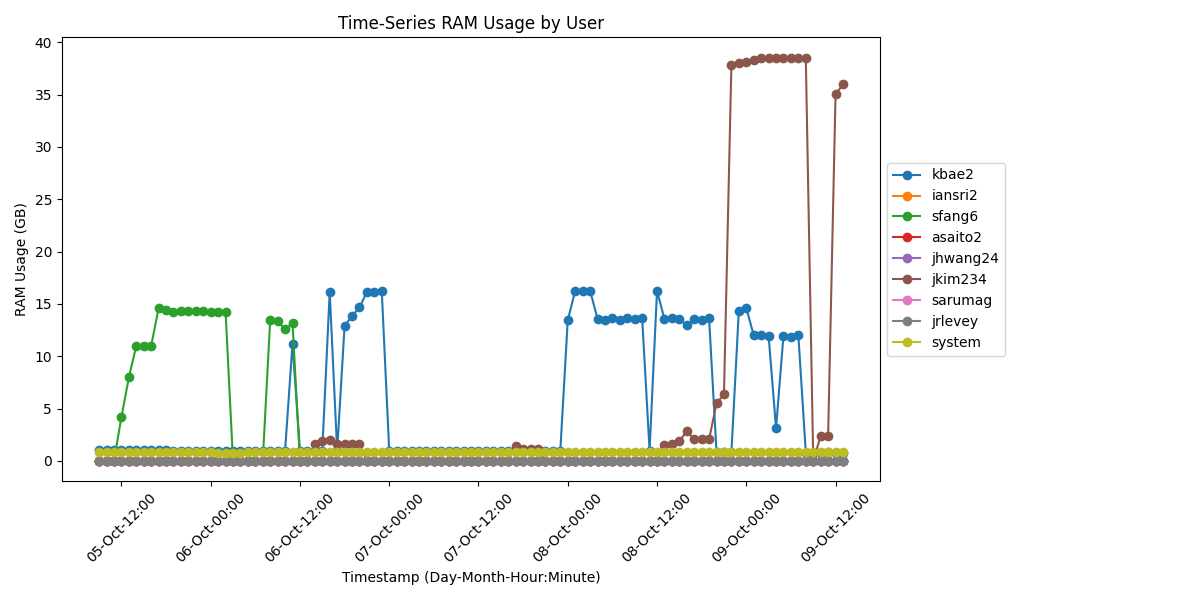 Time-Series RAM Usage by User
40
35
30
25
20
15
10
5
0
RAM Usage (GB)
05-Oct-12:00
06-Oct-00:00
06-Oct-12:00
07-Oct-00:00
07-Oct-12:00
08-Oct-00:00
08-Oct-12:00
09-Oct-00:00
09-Oct-12:00
Timestamp (Day-Month-Hour:Minute)
kbae2
iansri2
sfang6
asaito2
jhwang24
jkim234
sarumag
jrlevey
system